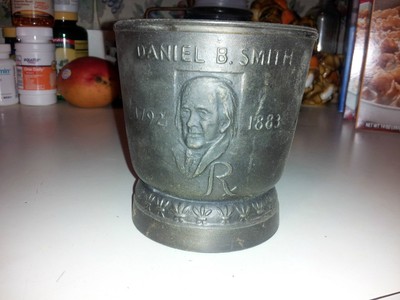 DANIEL B. SMITH
1792 1883
R